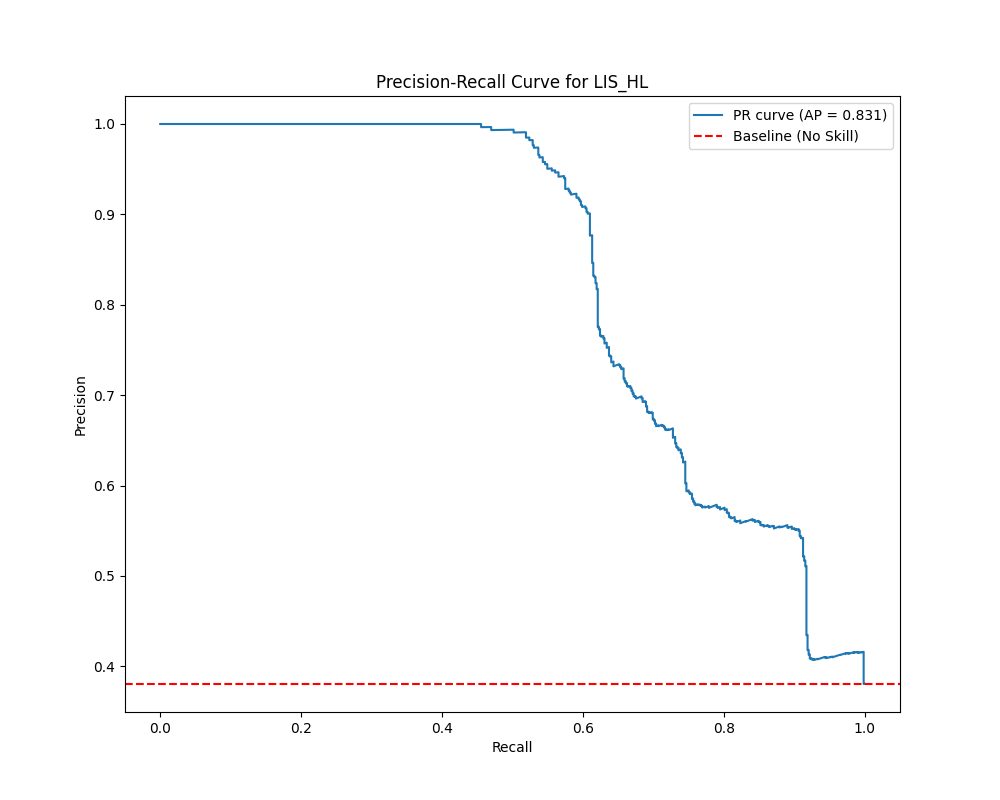 Precision-Recall Curve for LIS_HL
PR curve (AP = 0.831)
Baseline (No Skill)
1.0
0.9
0.8
0.7
0.6
0.5
0.4
Precision
0.0
0.2
0.4
0.6
0.8
1.0
Recall